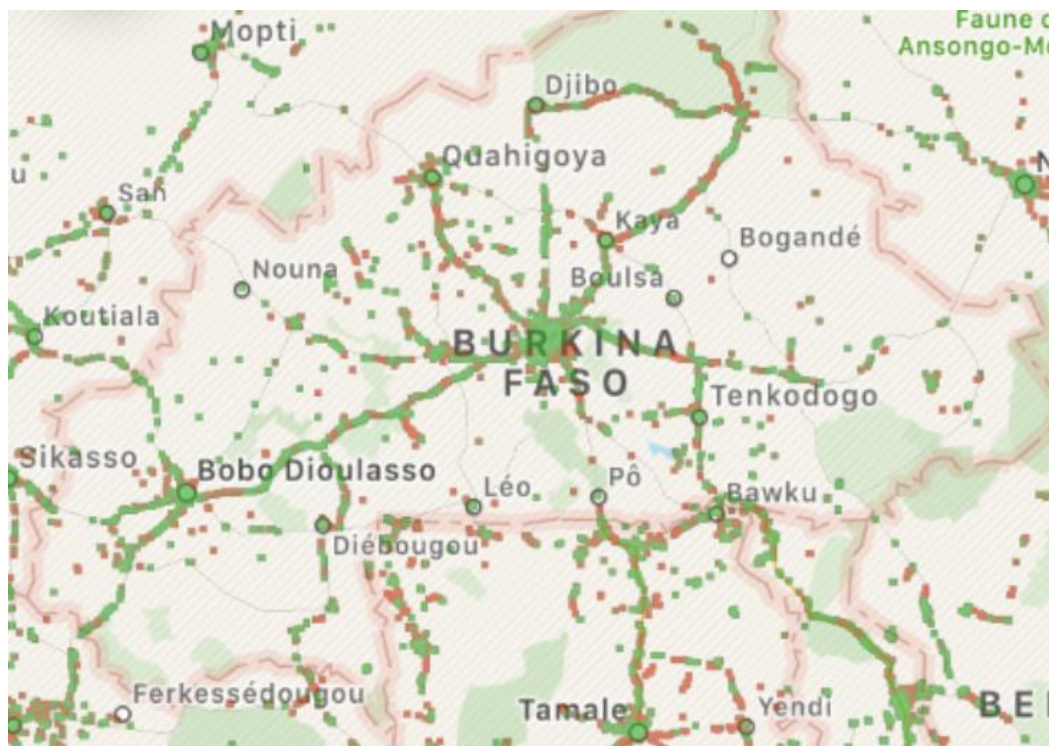 Mopti
Faune
Ansongo-Me
Djibo
Ouahigoya
u
San
N
Kaya
Bogandé
Nouna
Boulsa
Koutiala
BURKINA
FASO
Tenkodogo
Sikasso
Bobo Dioulasso
Léo
Pô
Bawku
Diébougou
Ferkessédougou
Tamale
Yendi
BE